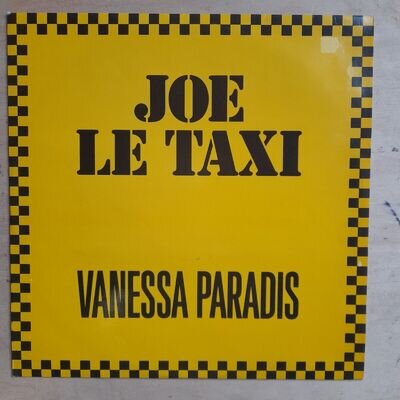 JOE
LE TAXI
VANESSA PARADIS